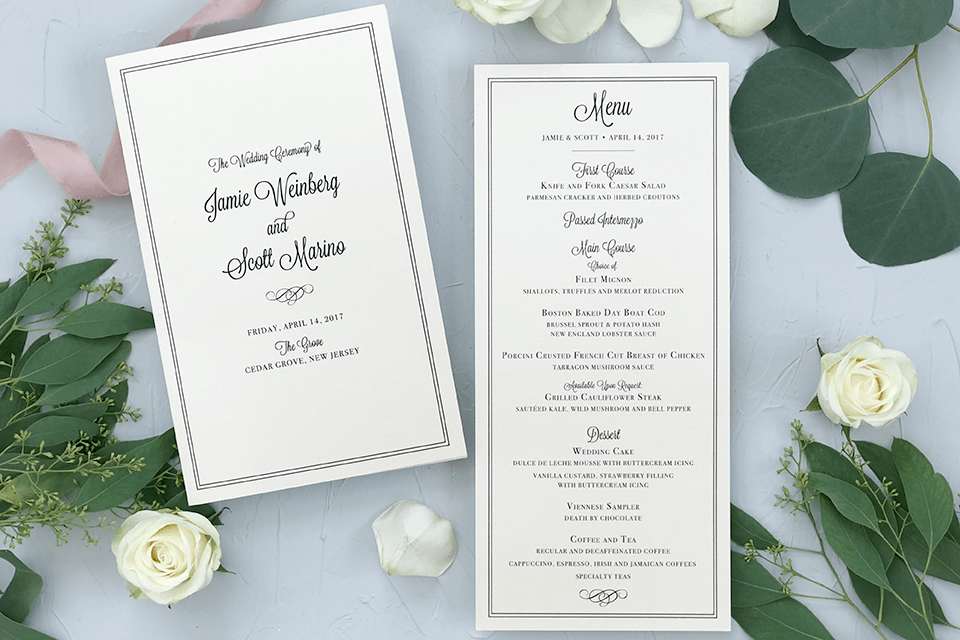 The Wedding Ceremony of
Jamie Weinberg
and
Scott Marino
FRIDAY, APRIL 14, 2017
The Grove
CEDAR GROVE, NEW JERSEY
Menu
JAMIE & SCOTT • APRIL 14, 2017
First Course
KNIFE AND FORK CAESAR SALAD
PARMESAN CRACKER AND HERBED CROUTONS
Passed Intermezzo
Main Course
Choice of:
FILET MIGNON
SHALLOTS, TRUFFLES AND MERLOT REDUCTION
BOSTON BAKED DAY BOAT COD
BRUSSEL SPROUT & POTATO HASH
NEW ENGLAND LOBSTER SAUCE
PORCINI CRUSTED FRENCH CUT BREAST OF CHICKEN
TARRAGON MUSHROOM SAUCE
Available Upon Request:
GRILLED CAULIFLOWER STEAK
SAUTÉED KALE, WILD MUSHROOM AND BELL PEPPER
Dessert
WEDDING CAKE
DULCE DE LECHE MOUSSE WITH BUTTERCREAM ICING
VANILLA CUSTARD, STRAWBERRY FILLING
WITH BUTTERCREAM ICING
VIENNESE SAMPLER
DEATH BY CHOCOLATE
COFFEE AND TEA
REGULAR AND DECAFFEINATED COFFEE
CAPPUCCINO, ESPRESSO, IRISH AND JAMAICAN COFFEES
SPECIALTY TEAS